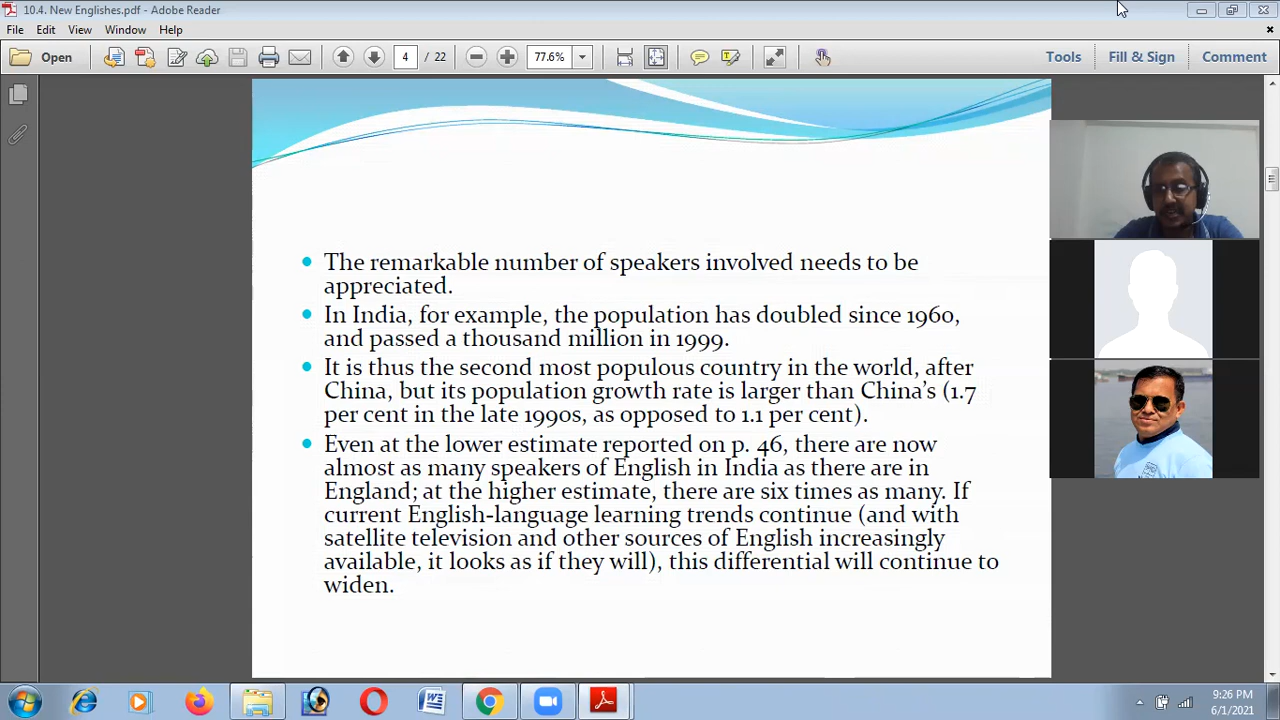 10.4. New Englishes.pdf - Adobe Reader
File Edit View Window Help
Open 4 / 22 77.6% Tools Fill & Sign Comment
• The remarkable number of speakers involved needs to be
appreciated.
• In India, for example, the population has doubled since 1960,
and passed a thousand million in 1999.
• It is thus the second most populous country in the world, after
China, but its population growth rate is larger than China's (1.7
per cent in the late 1990s, as opposed to 1.1 per cent).
• Even at the lower estimate reported on p. 46, there are now
almost as many speakers of English in India as there are in
England; at the higher estimate, there are six times as many. If
current English-language learning trends continue (and with
satellite television and other sources of English increasingly
available, it looks as if they will), this differential will continue to
widen.
9:26 PM
6/1/2021